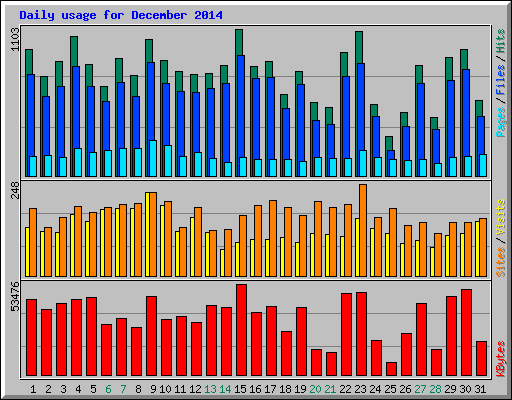 Daily usage for December 2014
1103
Pages/Files/Hits
248
Sites/Visits
53476
KBytes
1 2 3 4 5 6 7 8 9 10 11 12 13 14 15 16 17 18 19 20 21 22 23 24 25 26 27 28 29 30 31